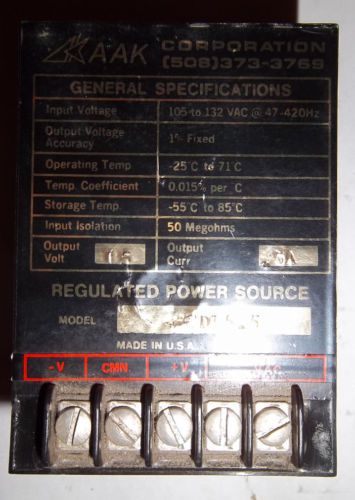 AAK CORPORATION
(508)373-3769
GENERAL SPECIFICATIONS
Input Voltage 105 to 132 VAC @ 47-420Hz
Output Voltage Accuracy 1% Fixed
Operating Temp -25°C to 71°C
Temp. Coefficient 0.015% per °C
Storage Temp. -55°C to 85°C
Input Isolation 50 Megohms
Output Volt
Output Curr
REGULATED POWER SOURCE
MODEL
MADE IN U.S.A.
-V CMN. +V VAC